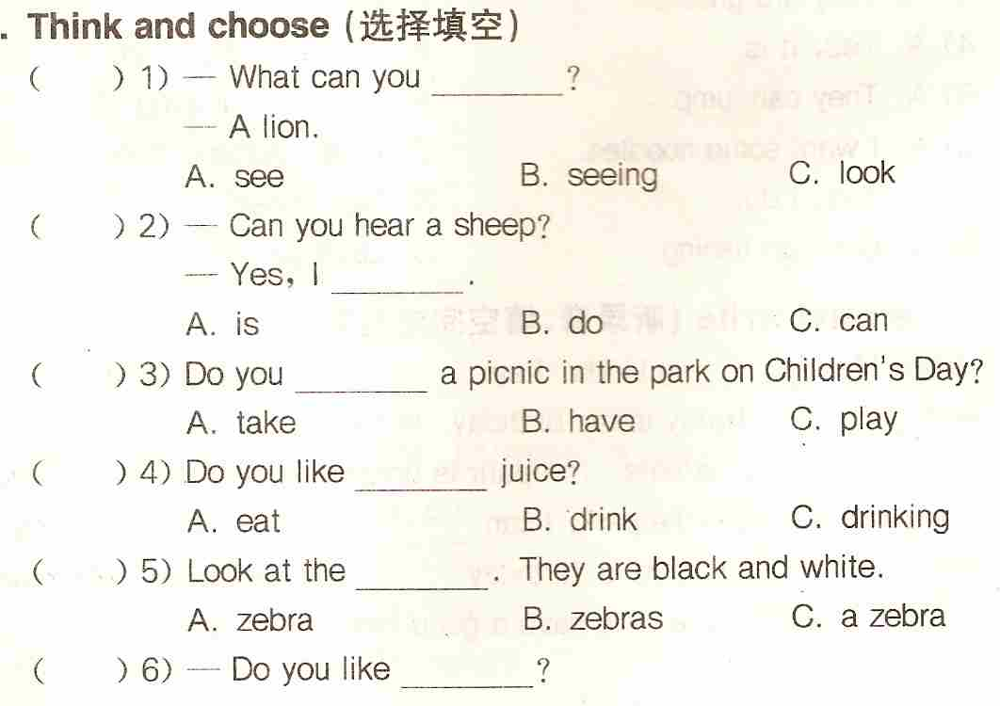 . Think and choose (选择填空)
( ) 1) — What can you ________?
— A lion.
A. see B. seeing C. look
( ) 2) — Can you hear a sheep?
— Yes, I ________.
A. is B. do C. can
( ) 3) Do you ________ a picnic in the park on Children's Day?
A. take B. have C. play
( ) 4) Do you like ________ juice?
A. eat B. drink C. drinking
( ) 5) Look at the ________. They are black and white.
A. zebra B. zebras C. a zebra
( ) 6) — Do you like ________?